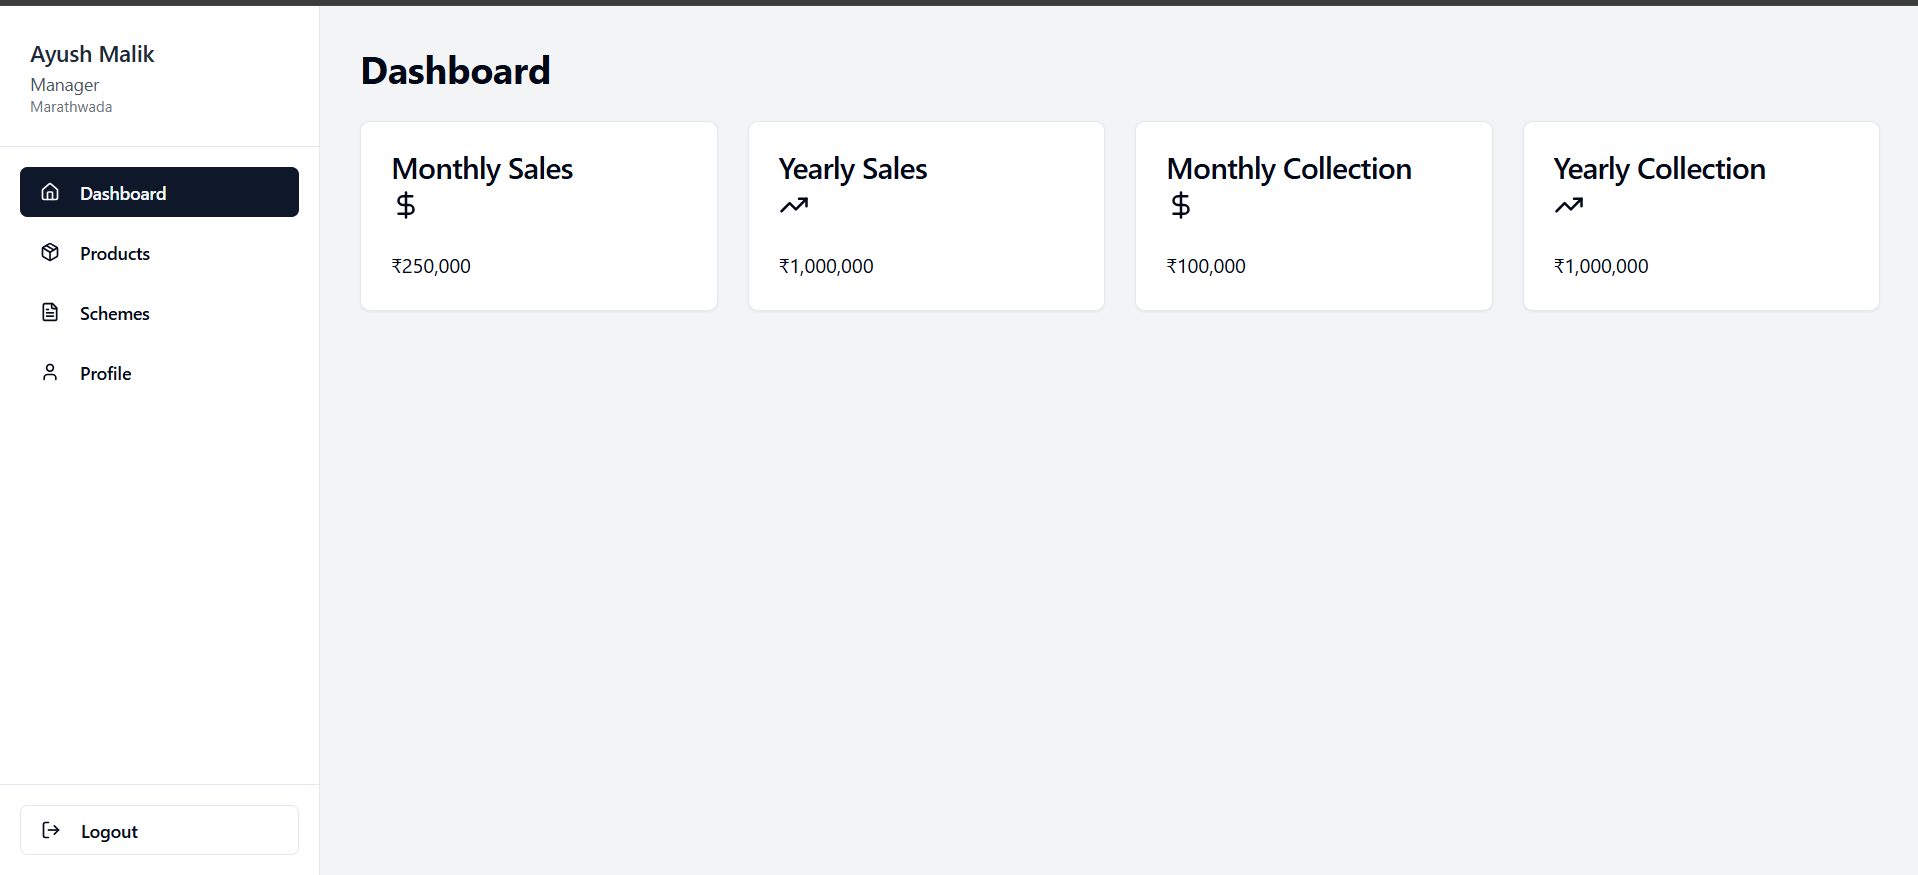 Ayush Malik
Manager
Marathwada
Dashboard
Products
Schemes
Profile
Logout
Dashboard
Monthly Sales
$
₹250,000
Yearly Sales
₹1,000,000
Monthly Collection
$
₹100,000
Yearly Collection
₹1,000,000